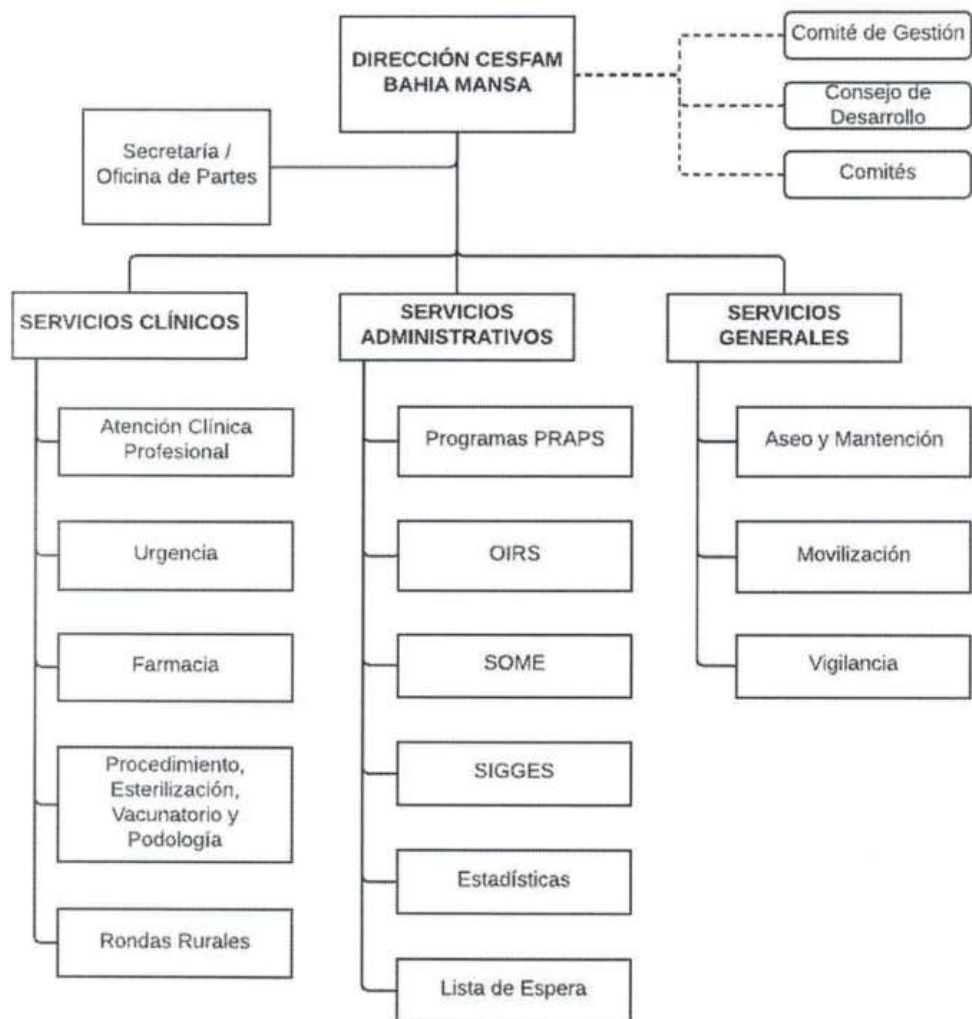 DIRECCIÓN CESFAM
BAHIA MANSA
Comité de Gestión
Consejo de
Desarrollo
Comités
Secretaría /
Oficina de Partes
SERVICIOS CLÍNICOS
SERVICIOS
ADMINISTRATIVOS
SERVICIOS
GENERALES
Atención Clínica
Profesional
Urgencia
Farmacia
Procedimiento,
Esterilización,
Vacunatorio y
Podología
Rondas Rurales
Programas PRAPS
OIRS
SOME
SIGGES
Estadísticas
Lista de Espera
Aseo y Mantención
Movilización
Vigilancia